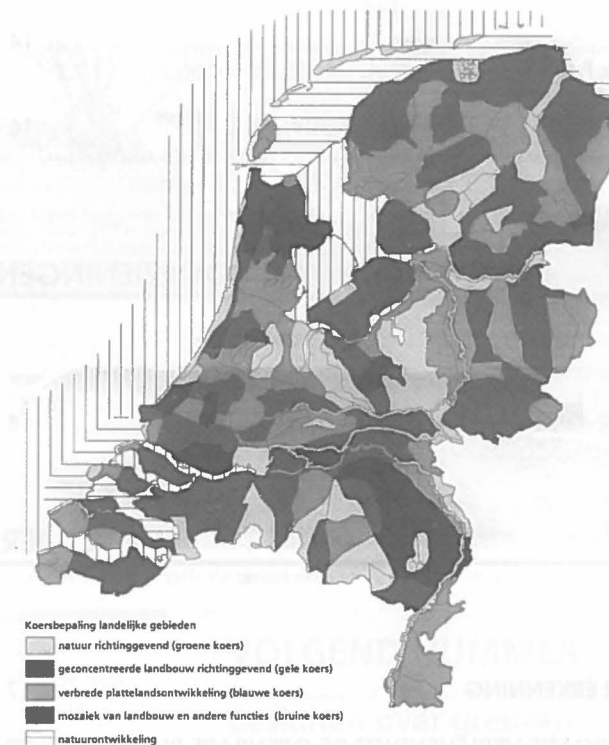 Koersbepaling landelijke gebieden
natuur richtinggevend (groene koers)
geconcentreerde landbouw richtinggevend (gele koers)
verbrede plattelandsontwikkeling (blauwe koers)
mozaiek van landbouw en andere functies (bruine koers)
natuurontwikkeling